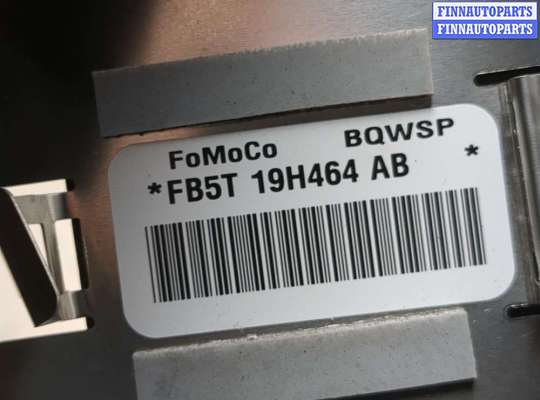 FINNAUTOPARTS
FINNAUTOPARTS
FoMoCo BQWSP
*FB5T 19H464 AB *